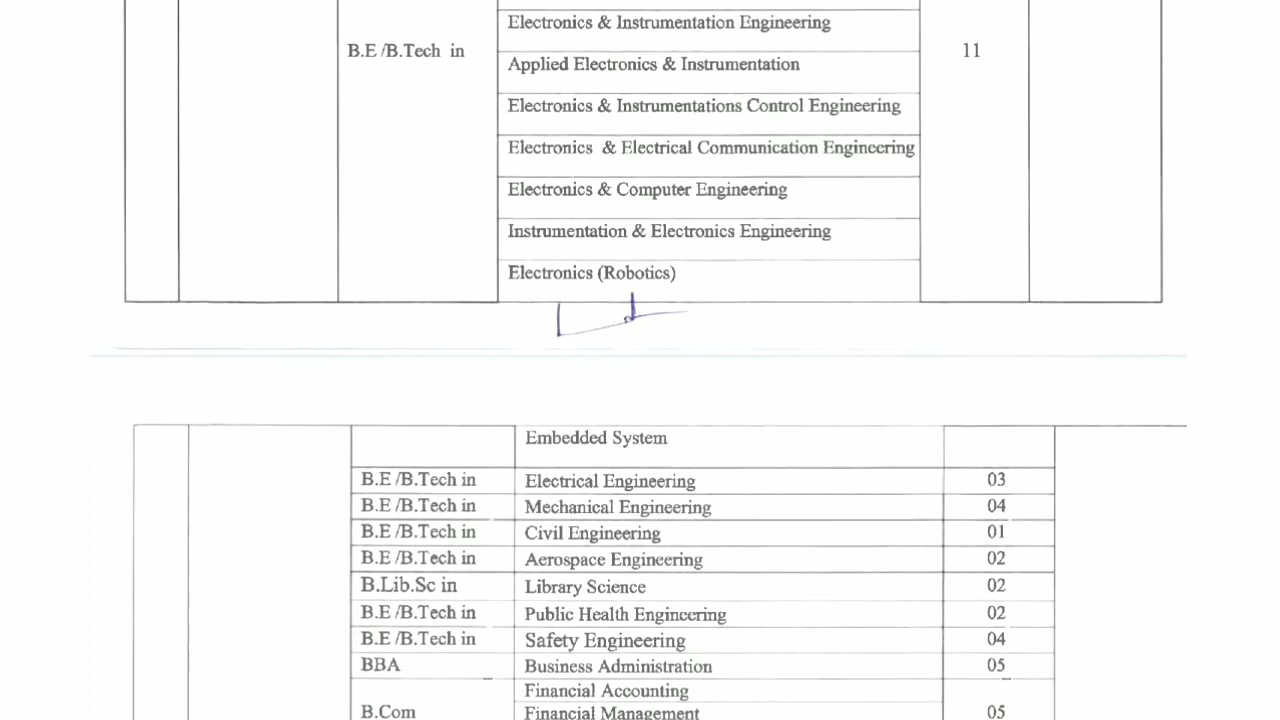 Electronics & Instrumentation Engineering
B.E /B.Tech in
11
Applied Electronics & Instrumentation
Electronics & Instrumentations Control Engineering
Electronics & Electrical Communication Engineering
Electronics & Computer Engineering
Instrumentation & Electronics Engineering
Electronics (Robotics)
Embedded System
B.E /B.Tech in Electrical Engineering 03
B.E /B.Tech in Mechanical Engineering 04
B.E /B.Tech in Civil Engineering 01
B.E /B.Tech in Aerospace Engineering 02
B.Lib.Sc in Library Science 02
B.E /B.Tech in Public Health Engineering 02
B.E /B.Tech in Safety Engineering 04
BBA Business Administration 05
Financial Accounting
B.Com Financial Management 05